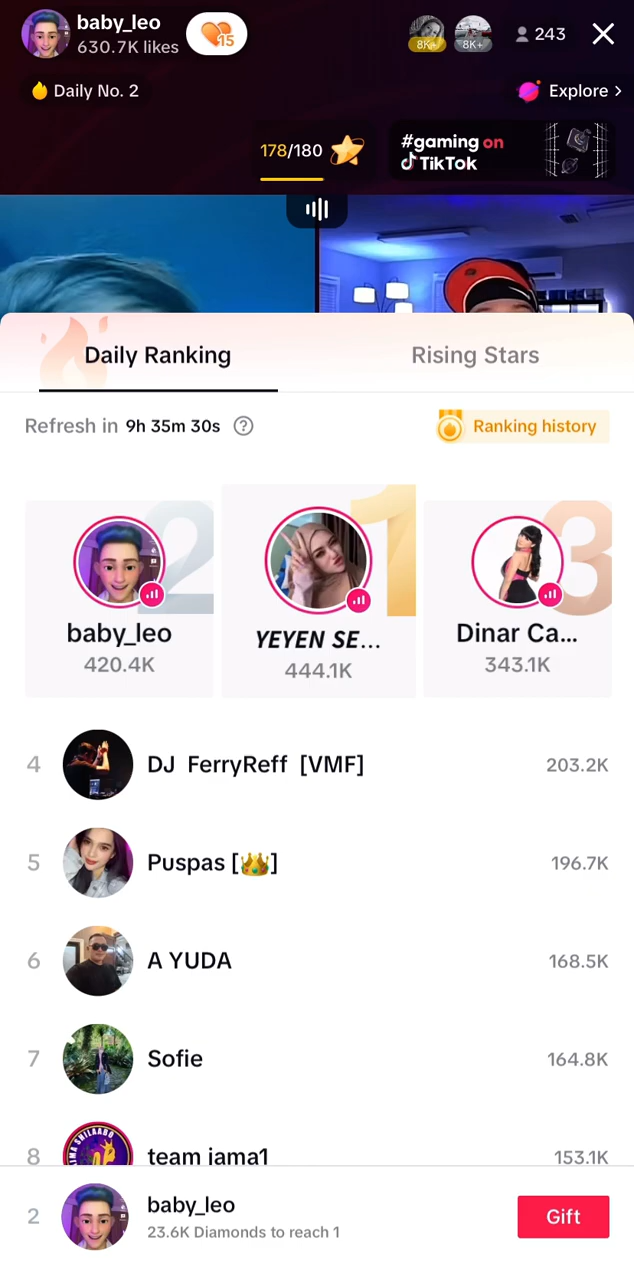 baby_leo
630.7K likes
15
8K+
8K+
243
Daily No. 2
Explore >
178/180
#gaming on
TikTok
Daily Ranking
Rising Stars
Refresh in 9h 35m 30s ?
Ranking history
2
baby_leo
420.4K
1
YEYEN SE...
444.1K
3
Dinar Ca...
343.1K
4 DJ FerryReff [VMF] 203.2K
5 Puspas [👑] 196.7K
6 A YUDA 168.5K
7 Sofie 164.8K
8 team iama1 153.1K
2 baby_leo
23.6K Diamonds to reach 1
Gift